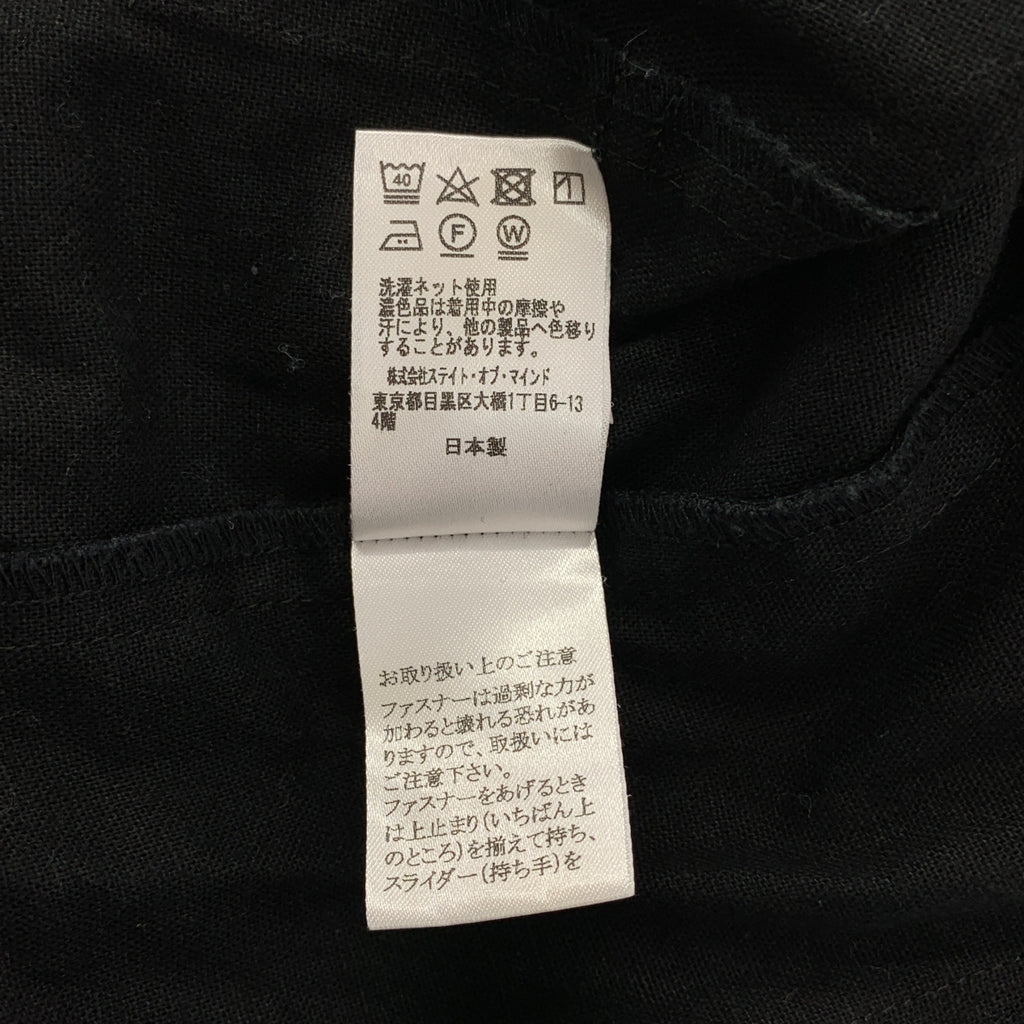 40
F W
洗濯ネット使用
濃色品は着用中の摩擦や
汗により、他の製品へ色移り
することがあります。
株式会社ステイト・オブ・マインド
東京都目黒区大橋1丁目6-13
4階
日本製
お取り扱い上のご注意
ファスナーは過剰な力が
加わると壊れる恐れがあ
りますので、取扱いには
ご注意下さい。
ファスナーをあげるとき
は上止まり(いちばん上
のところ)を揃えて持ち、
スライダー(持ち手)を